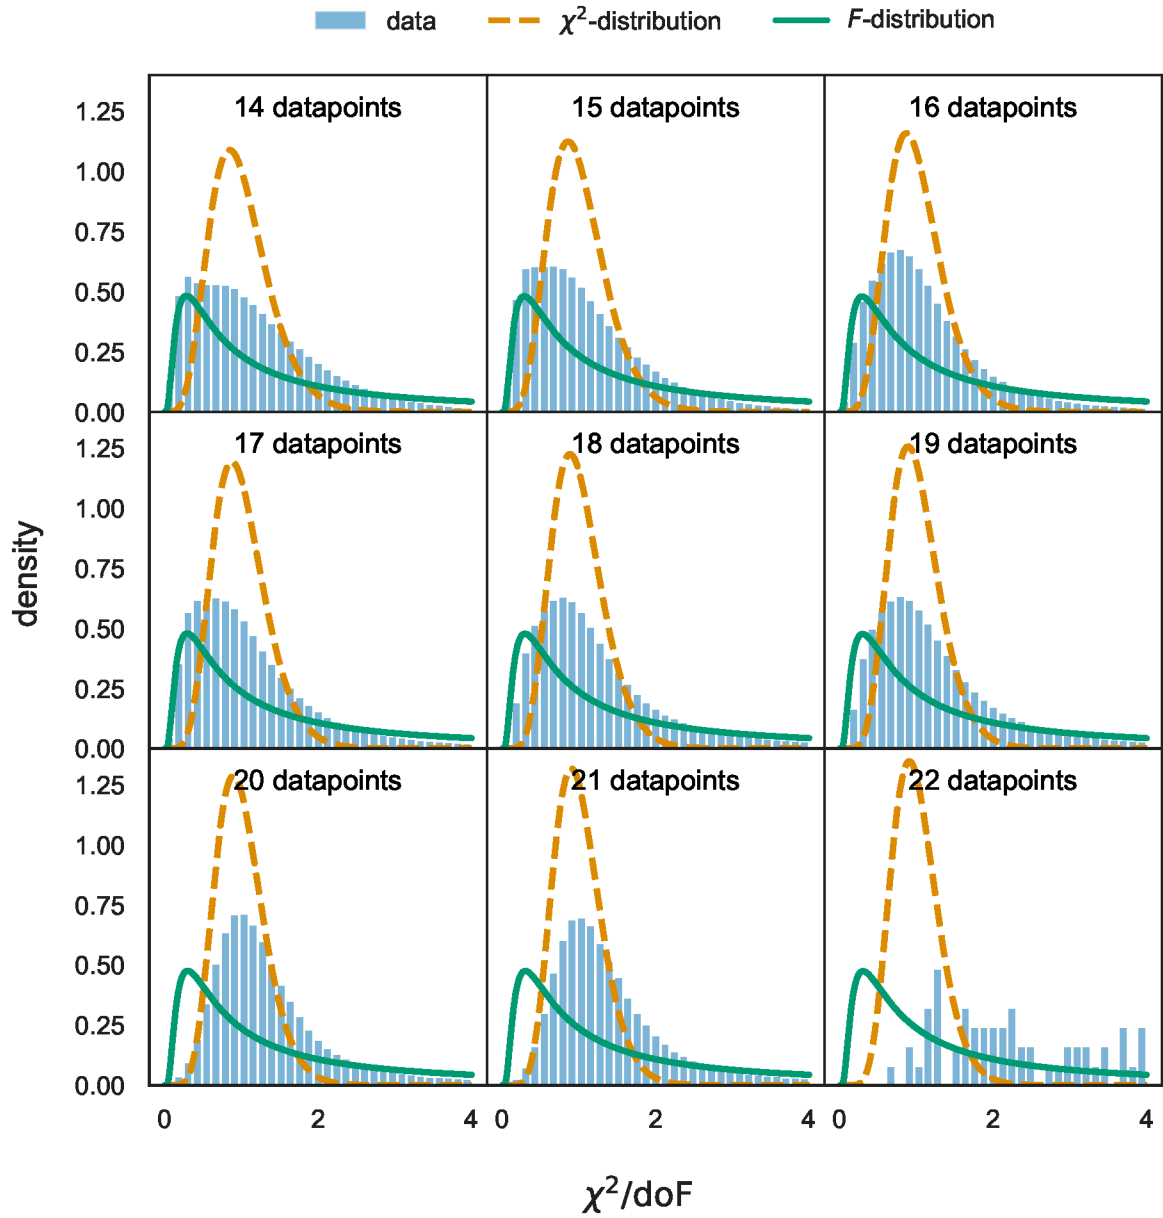 data χ²-distribution F-distribution
14 datapoints 15 datapoints 16 datapoints
1.25
1.00
0.75
0.50
0.25
0.00
17 datapoints 18 datapoints 19 datapoints
1.25
1.00
0.75
0.50
0.25
0.00
density
20 datapoints 21 datapoints 22 datapoints
1.25
1.00
0.75
0.50
0.25
0.00
0 2 4 0 2 4 0 2 4
χ²/doF